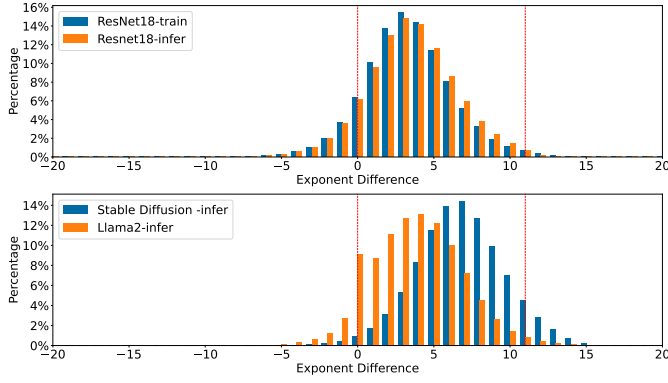 16%
14%
12%
10%
8%
6%
4%
2%
0%
Percentage
ResNet18-train
Resnet18-infer
−20 −15 −10 −5 0 5 10 15 20
Exponent Difference
14%
12%
10%
8%
6%
4%
2%
0%
Percentage
Stable Diffusion -infer
Llama2-infer
−20 −15 −10 −5 0 5 10 15 20
Exponent Difference